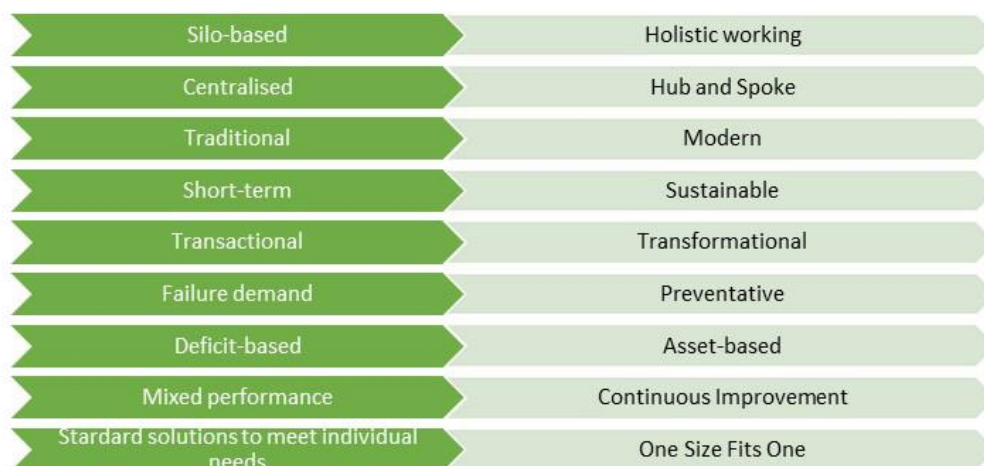 Silo-based
Holistic working
Centralised
Hub and Spoke
Traditional
Modern
Short-term
Sustainable
Transactional
Transformational
Failure demand
Preventative
Deficit-based
Asset-based
Mixed performance
Continuous Improvement
Stardard solutions to meet individual
needs
One Size Fits One